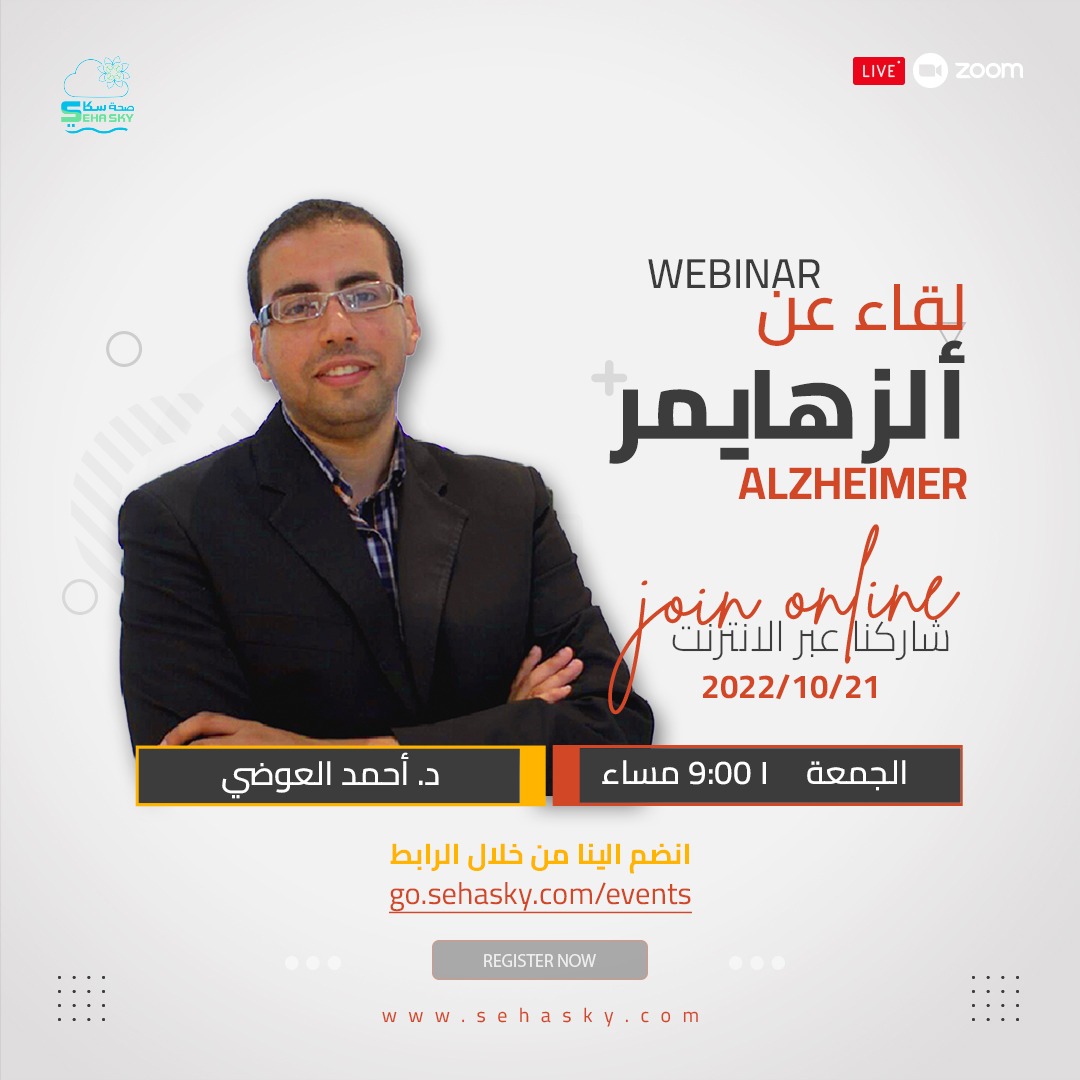 صحة سكاي
SEHA SKY
LIVE
zoom
WEBINAR
لقاء عن
ألزهايمر
ALZHEIMER
join online
شاركنا عبر الانترنت
2022/10/21
الجمعة | 9:00 مساء
د. أحمد العوضي
انضم الينا من خلال الرابط
go.sehasky.com/events
REGISTER NOW
www.sehasky.com